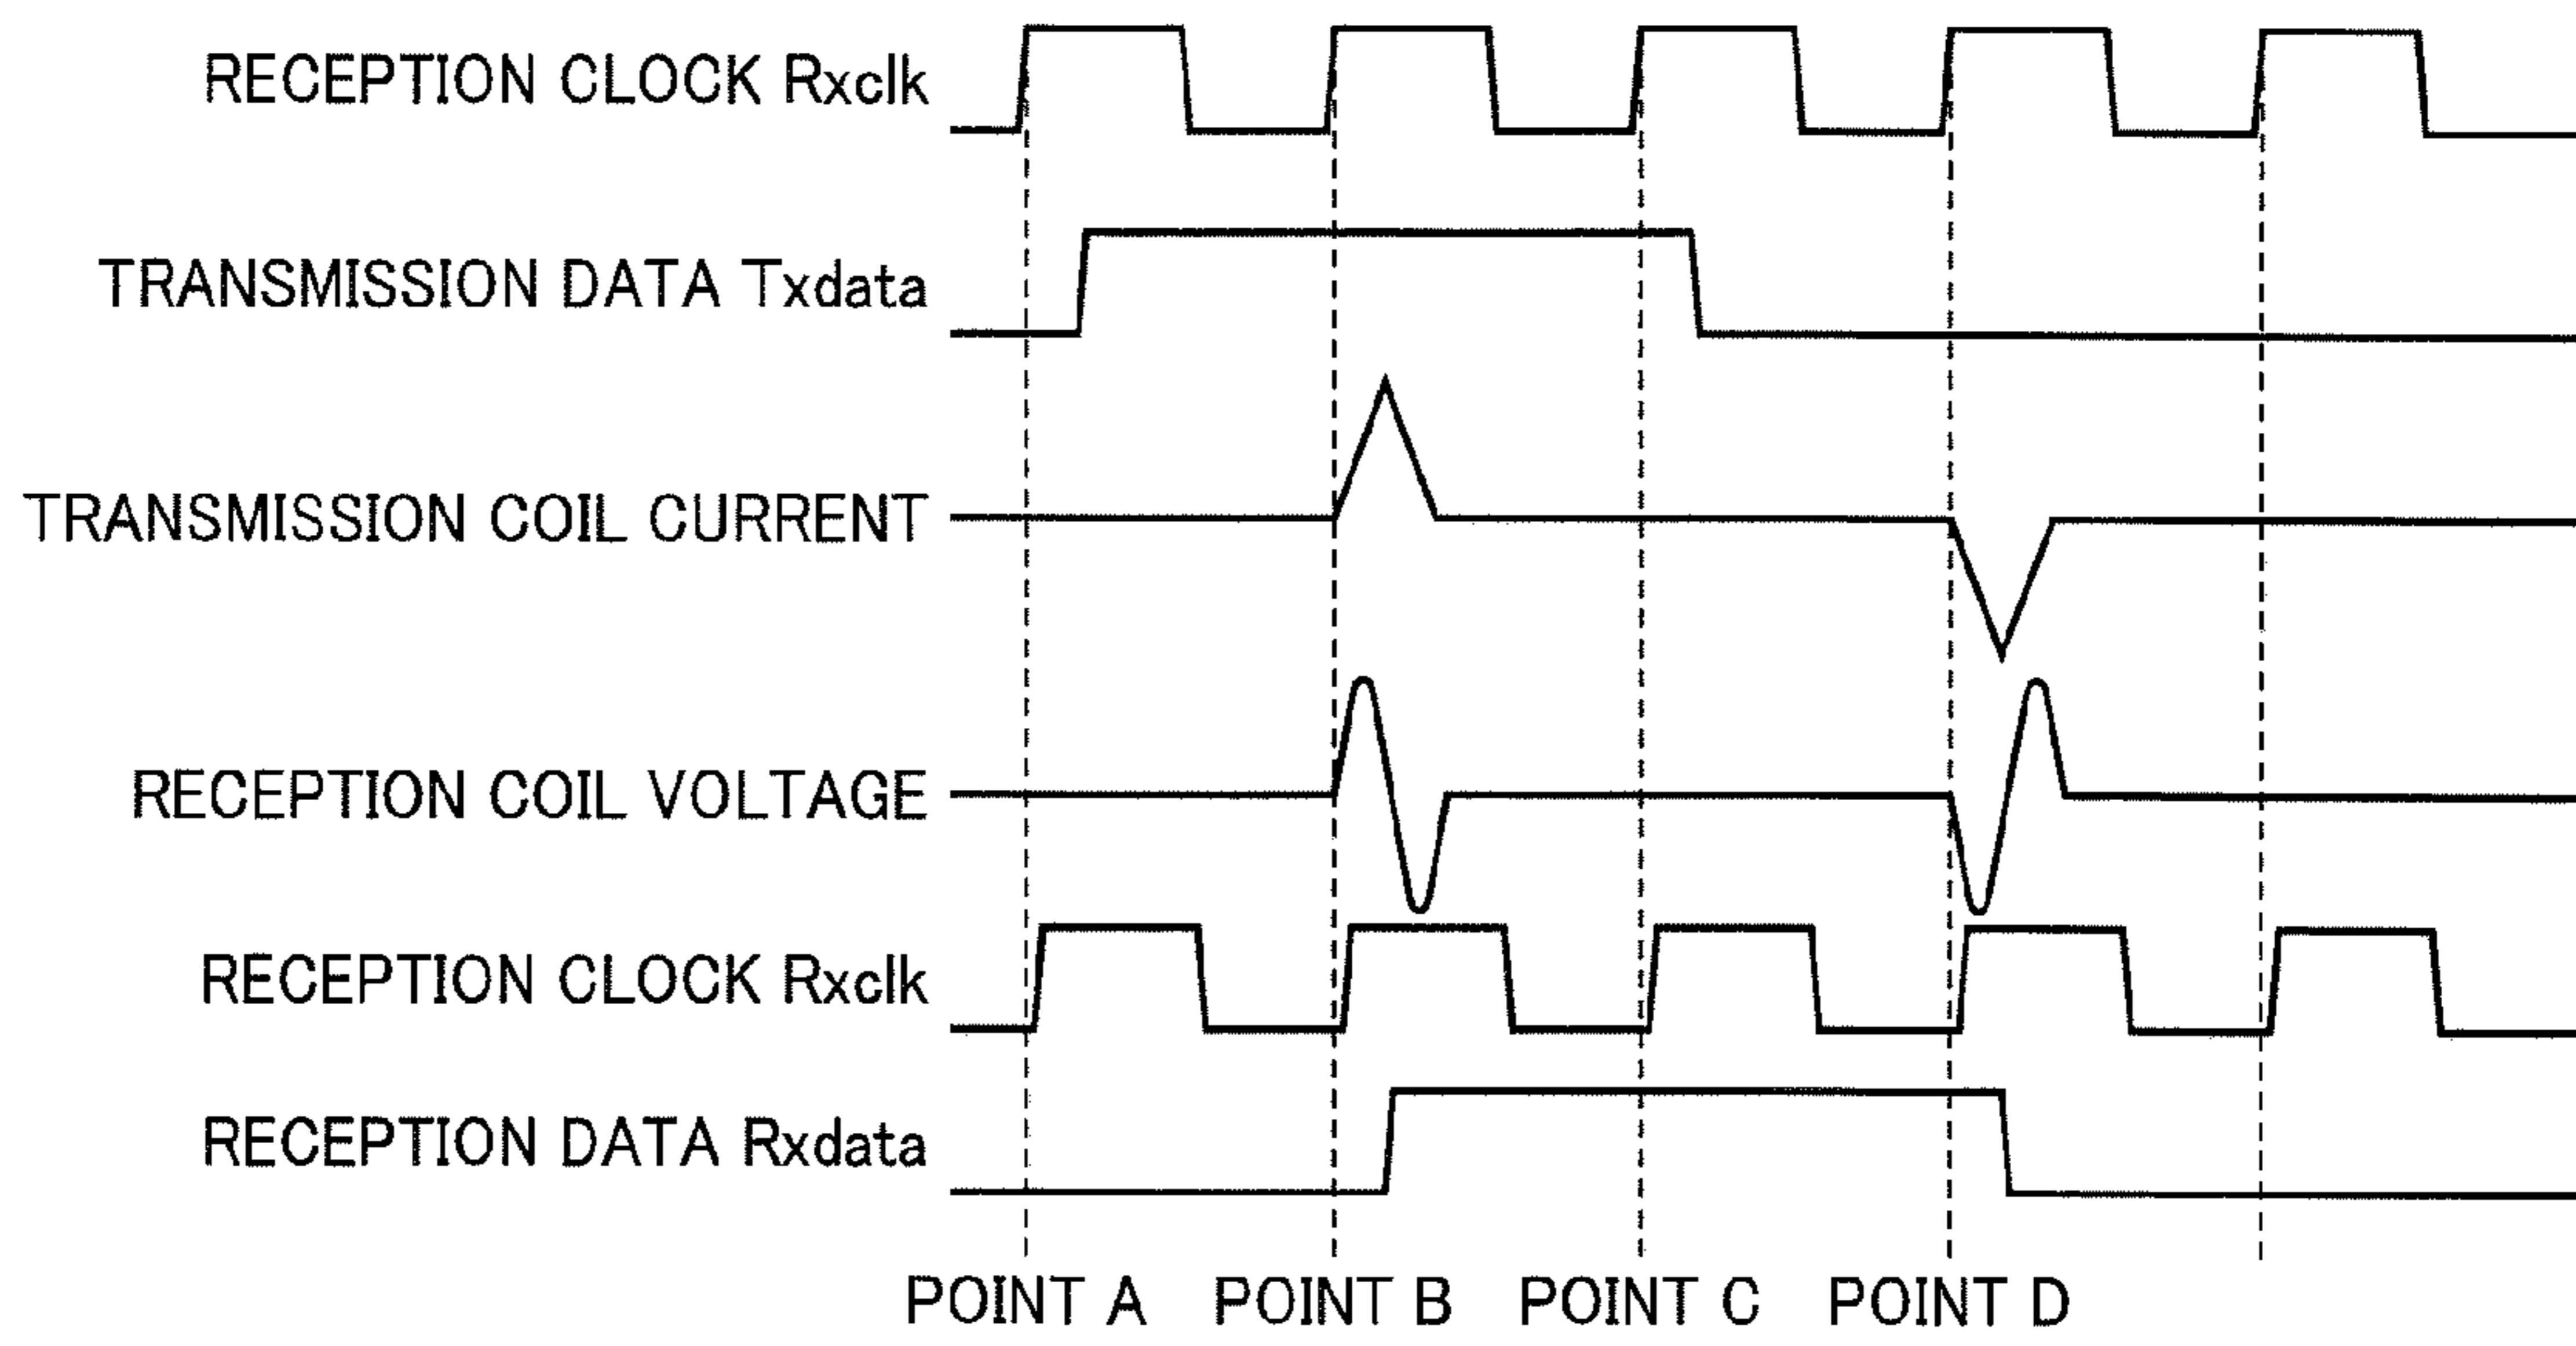 RECEPTION CLOCK Rxclk
TRANSMISSION DATA Txdata
TRANSMISSION COIL CURRENT
RECEPTION COIL VOLTAGE
RECEPTION CLOCK Rxclk
RECEPTION DATA Rxdata
POINT A POINT B POINT C POINT D